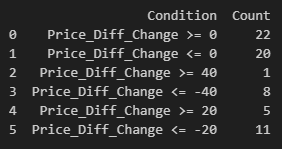 Condition Count
0 Price_Diff_Change >= 0 22
1 Price_Diff_Change <= 0 20
2 Price_Diff_Change >= 40 1
3 Price_Diff_Change <= -40 8
4 Price_Diff_Change >= 20 5
5 Price_Diff_Change <= -20 11